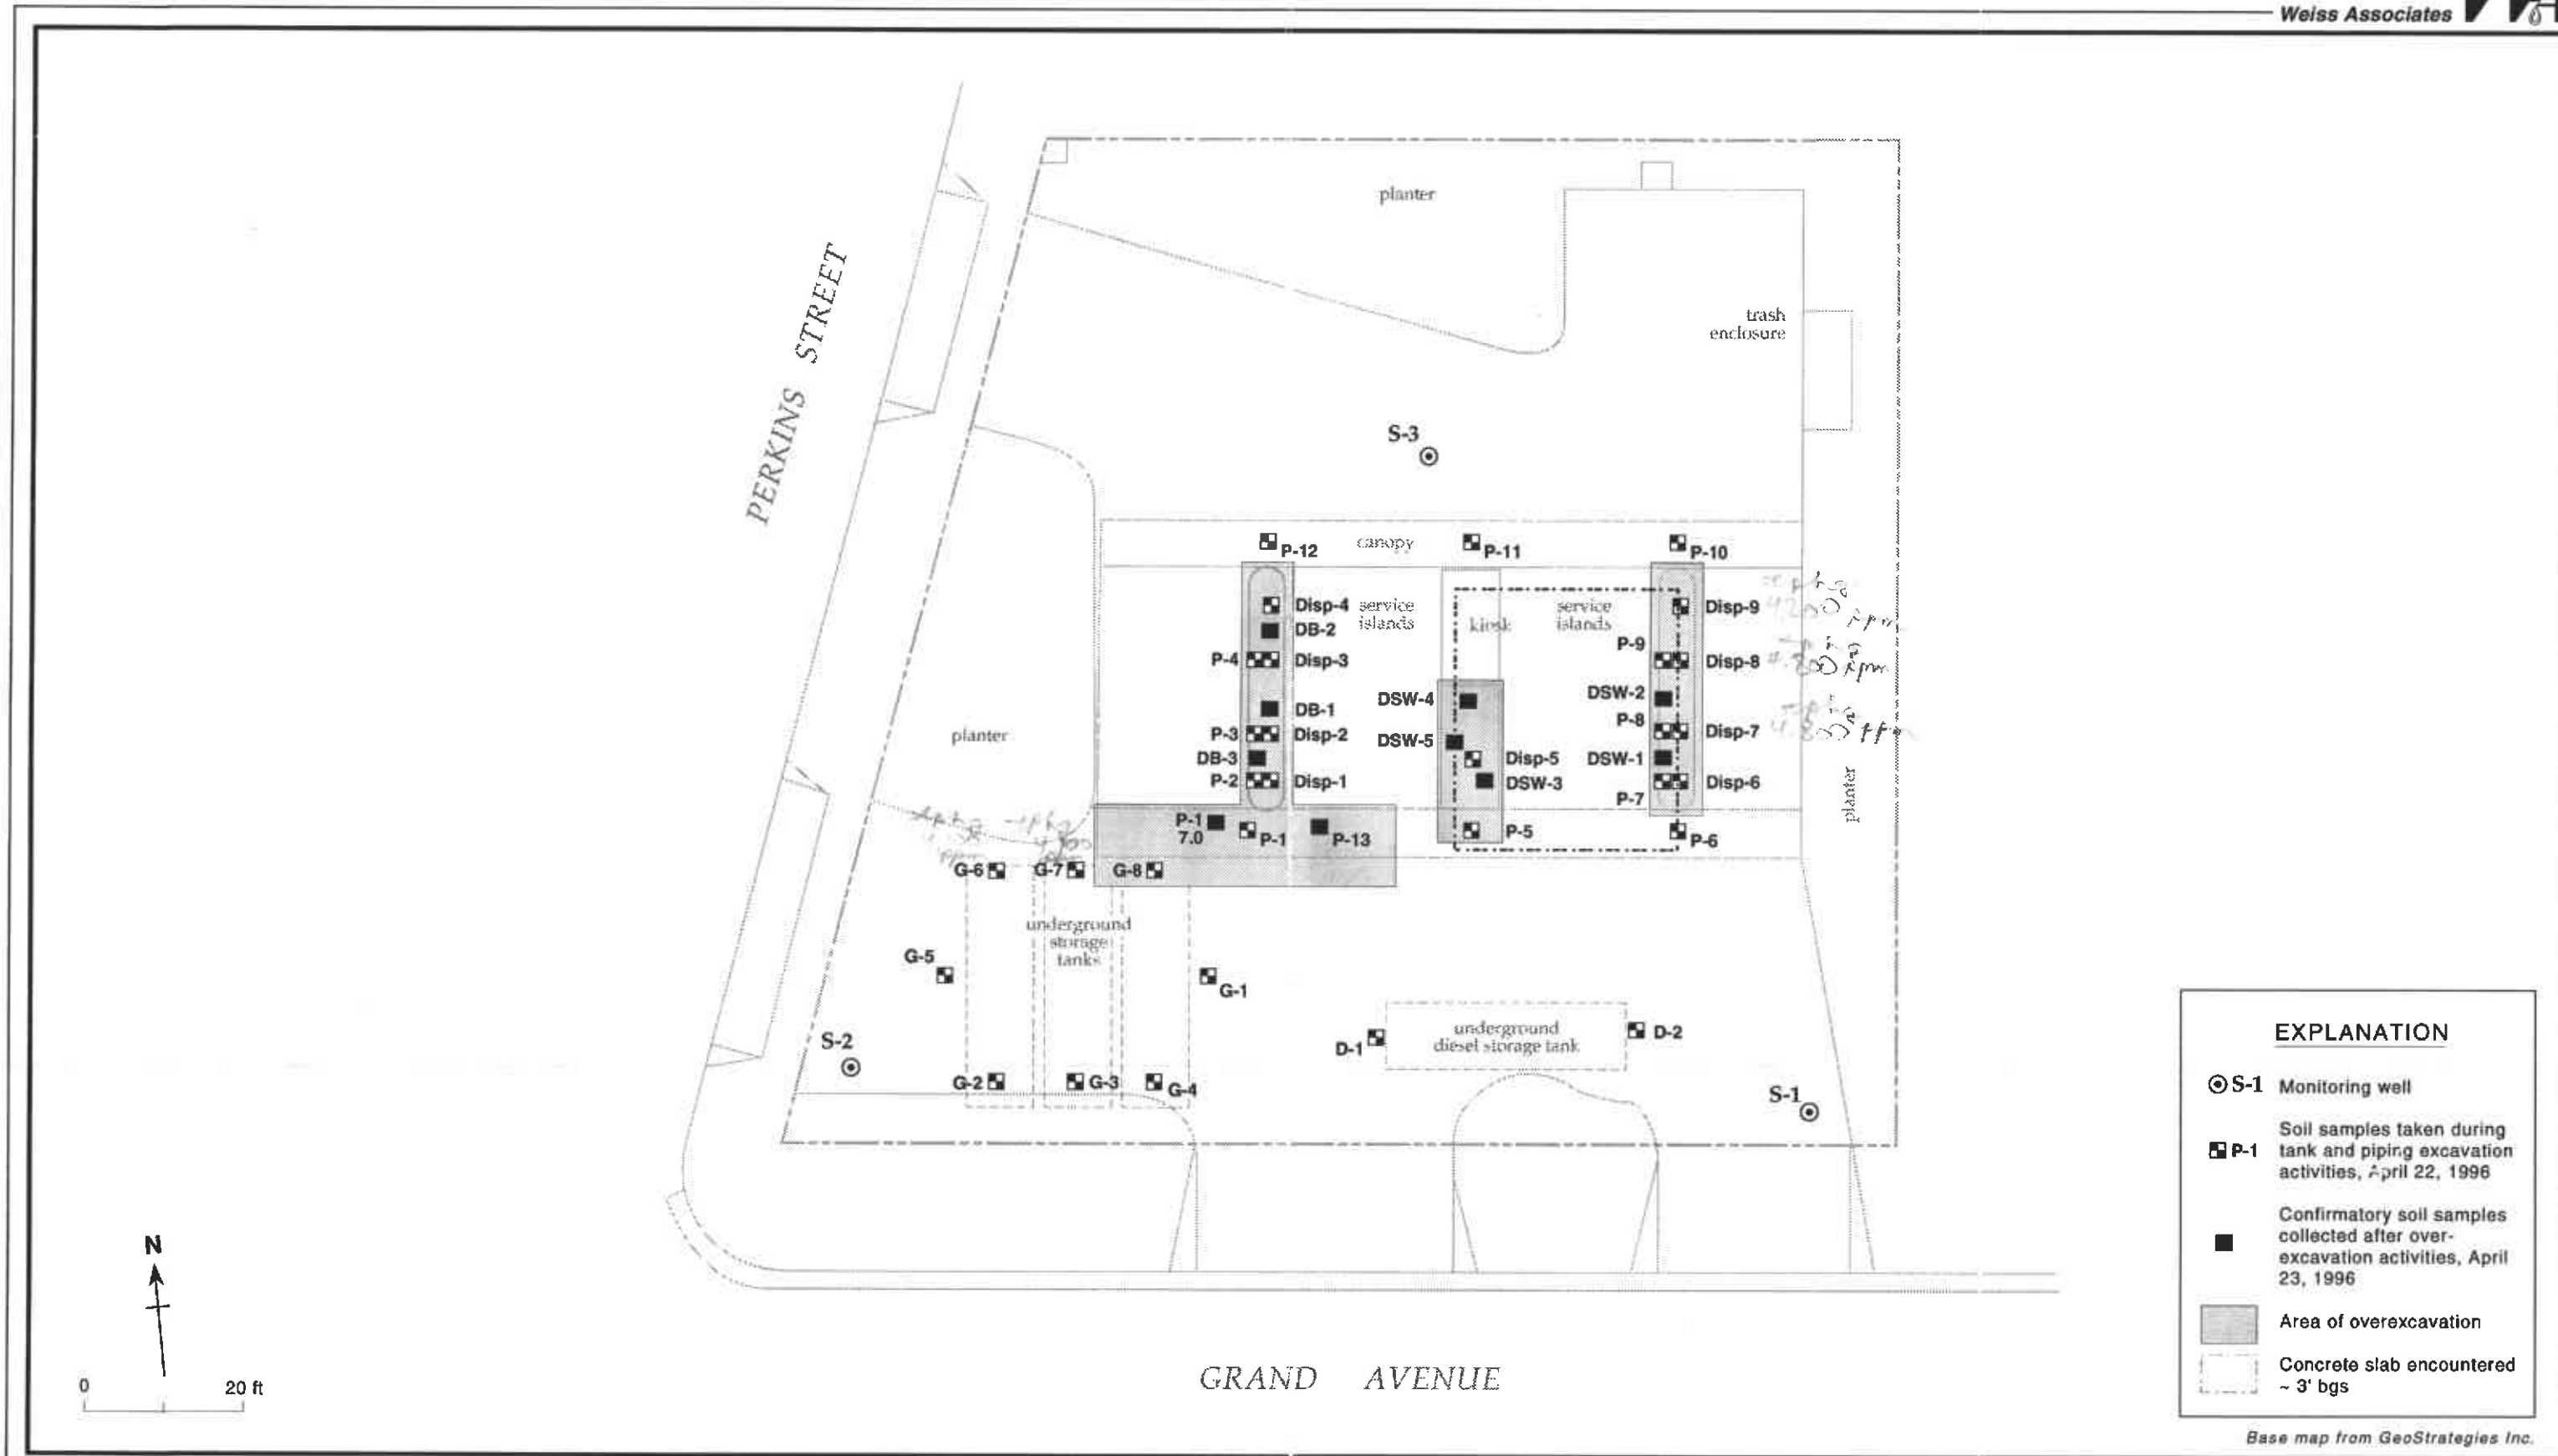 Weiss Associates
planter
PERKINS STREET
trash
enclosure
S-3
P-12
canopy
P-11
P-10
Disp-4
service
islands
DB-2
kiosk
service
islands
Disp-9
ppm
P-4
Disp-3
P-9
Disp-8
ppm
DSW-4
DSW-2
DB-1
P-8
planter
P-3
Disp-2
DSW-5
Disp-7
ppm
DB-3
Disp-5
DSW-1
P-2
Disp-1
DSW-3
Disp-6
P-7
planter
P-1
7.0
P-1
P-13
P-5
P-6
G-6
G-7
G-8
underground
storage
tanks
G-5
G-1
underground
diesel storage tank
D-1
D-2
S-2
G-2
G-3
G-4
S-1
EXPLANATION
S-1 Monitoring well
P-1 Soil samples taken during
tank and piping excavation
activities, April 22, 1996
Confirmatory soil samples
collected after over-
excavation activities, April
23, 1996
Area of overexcavation
Concrete slab encountered
~ 3' bgs
N
0 20 ft
GRAND AVENUE
Base map from GeoStrategies Inc.